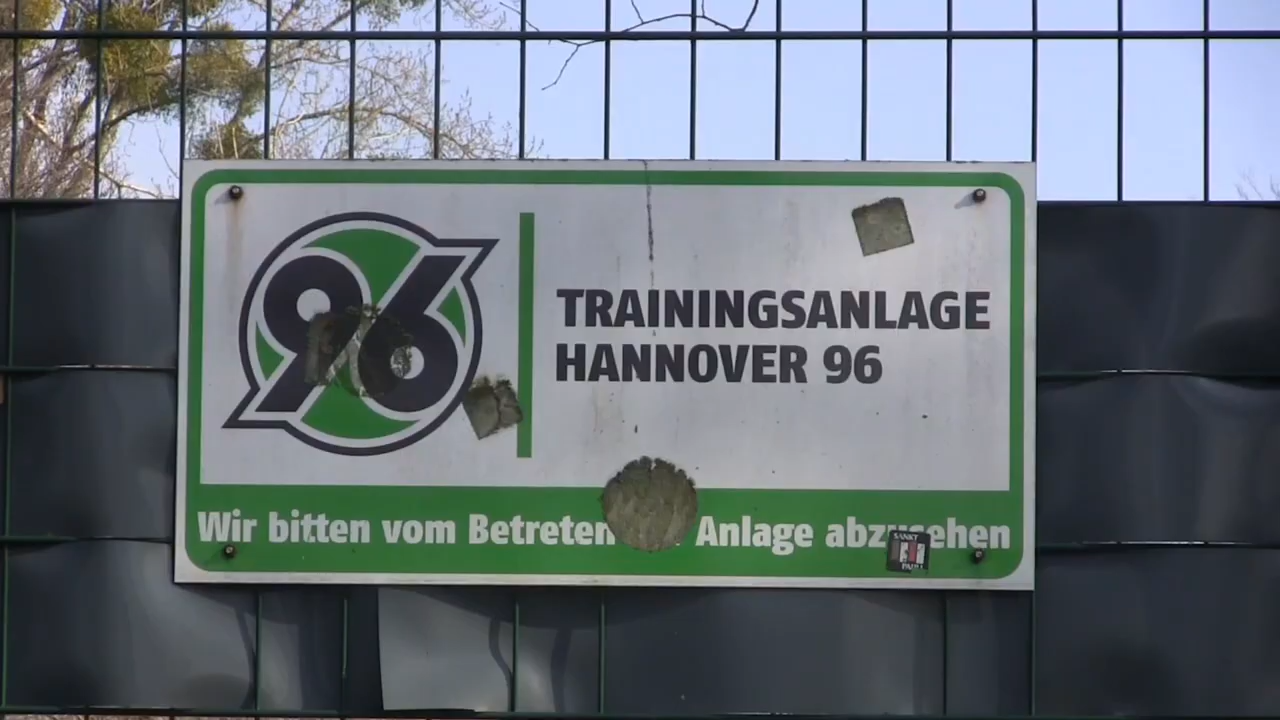 96
TRAININGSANLAGE
HANNOVER 96
Wir bitten vom Betreten Anlage abzusehen
SANKT
PAULI